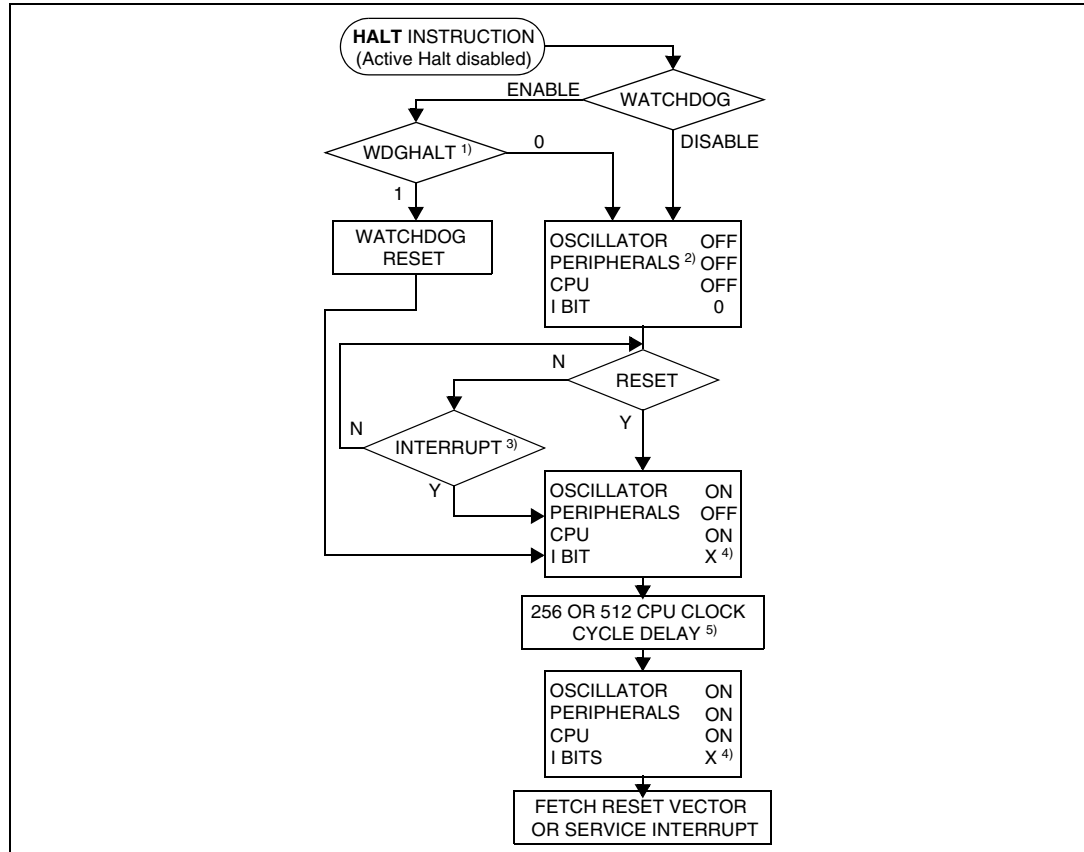 HALT INSTRUCTION
(Active Halt disabled)
ENABLE
WATCHDOG
WDGHALT 1)
0
DISABLE
1
WATCHDOG
RESET
OSCILLATOR OFF
PERIPHERALS 2) OFF
CPU OFF
I BIT 0
N
RESET
Y
N
INTERRUPT 3)
Y
OSCILLATOR ON
PERIPHERALS OFF
CPU ON
I BIT X 4)
256 OR 512 CPU CLOCK
CYCLE DELAY 5)
OSCILLATOR ON
PERIPHERALS ON
CPU ON
I BITS X 4)
FETCH RESET VECTOR
OR SERVICE INTERRUPT